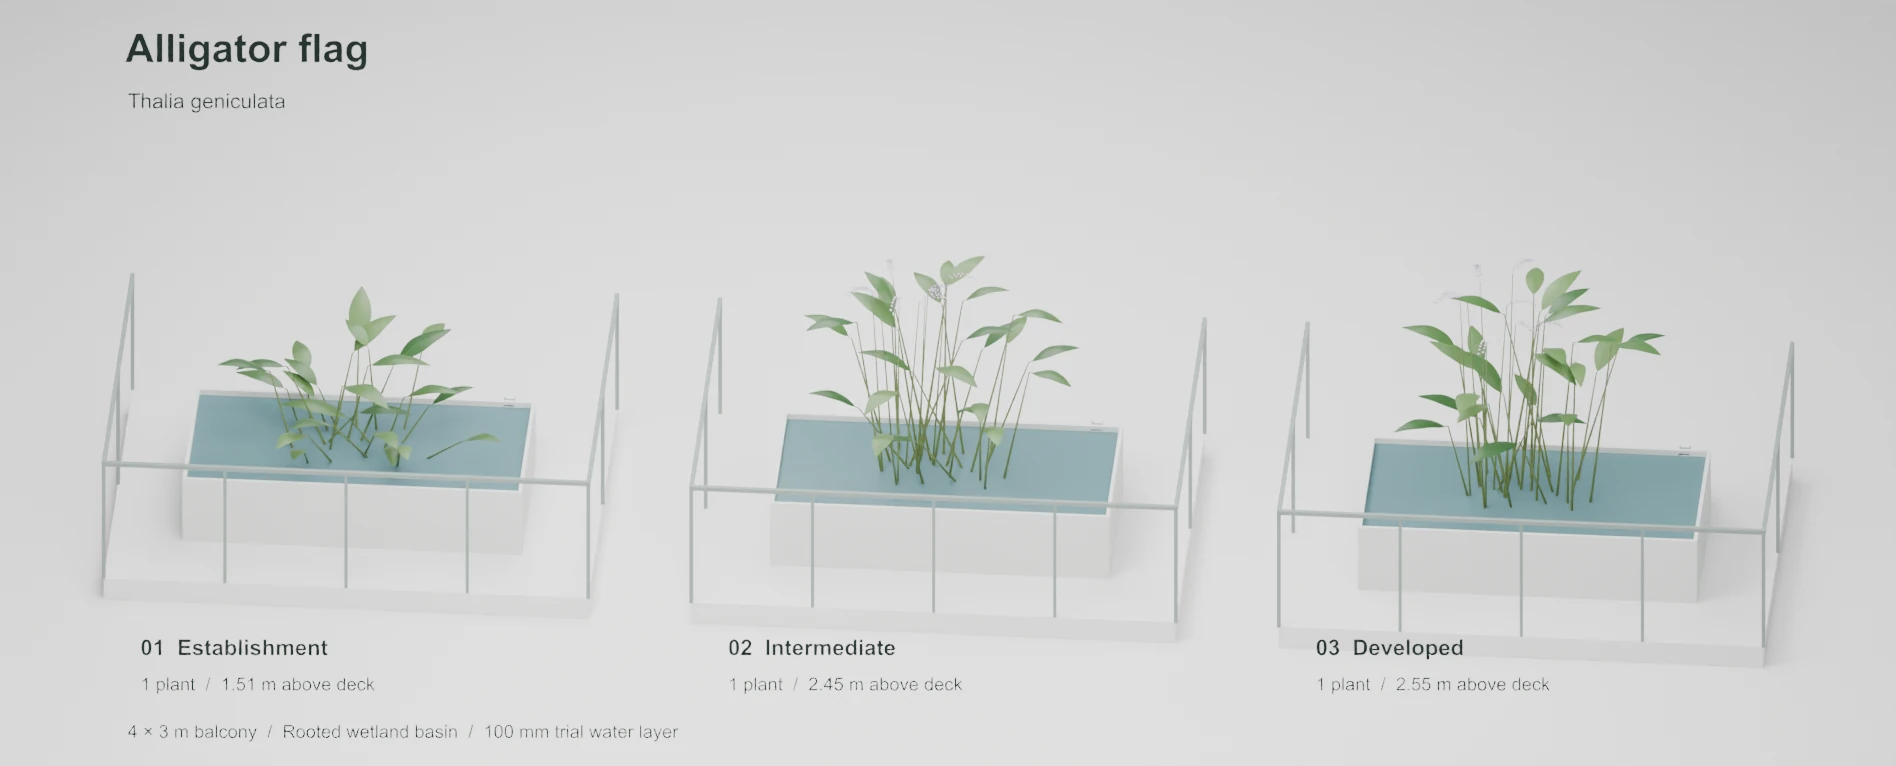 Alligator flag
Thalia geniculata
01 Establishment
1 plant / 1.51 m above deck
02 Intermediate
1 plant / 2.45 m above deck
03 Developed
1 plant / 2.55 m above deck
4 × 3 m balcony / Rooted wetland basin / 100 mm trial water layer